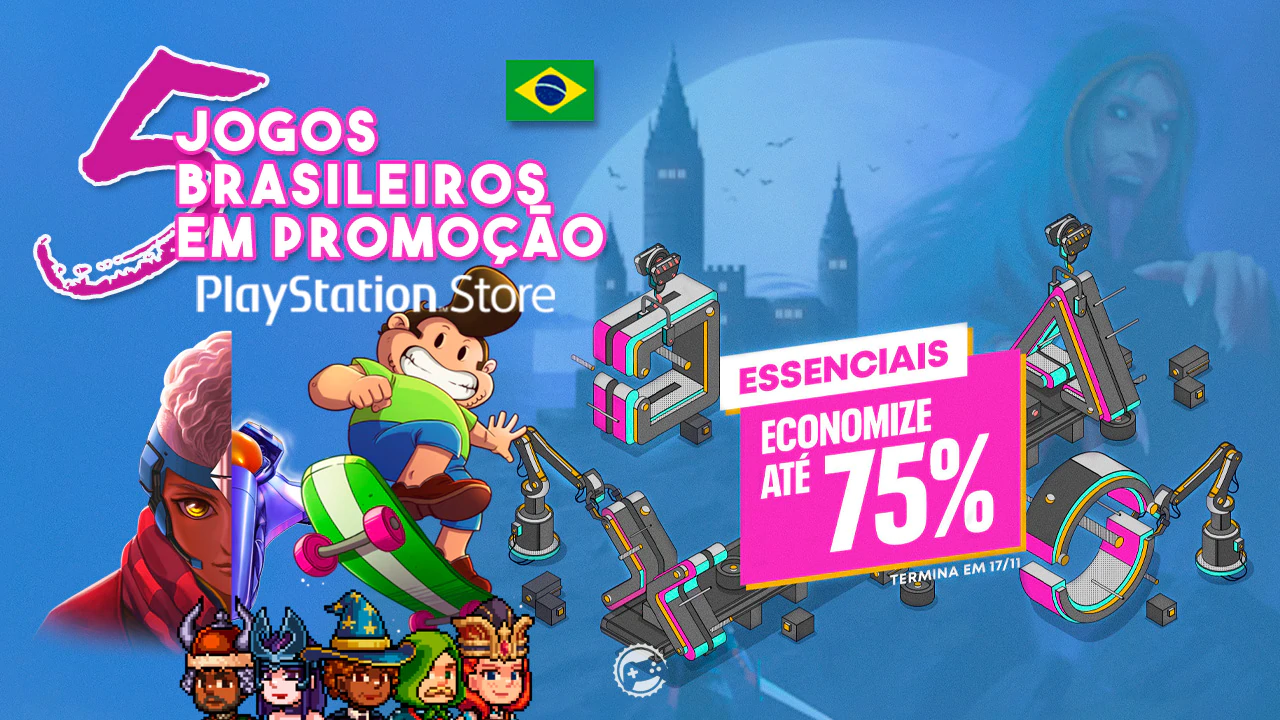 5 JOGOS
BRASILEIROS
EM PROMOÇÃO
PlayStation Store
ESSENCIAIS
ECONOMIZE
ATÉ 75%
TERMINA EM 17/11